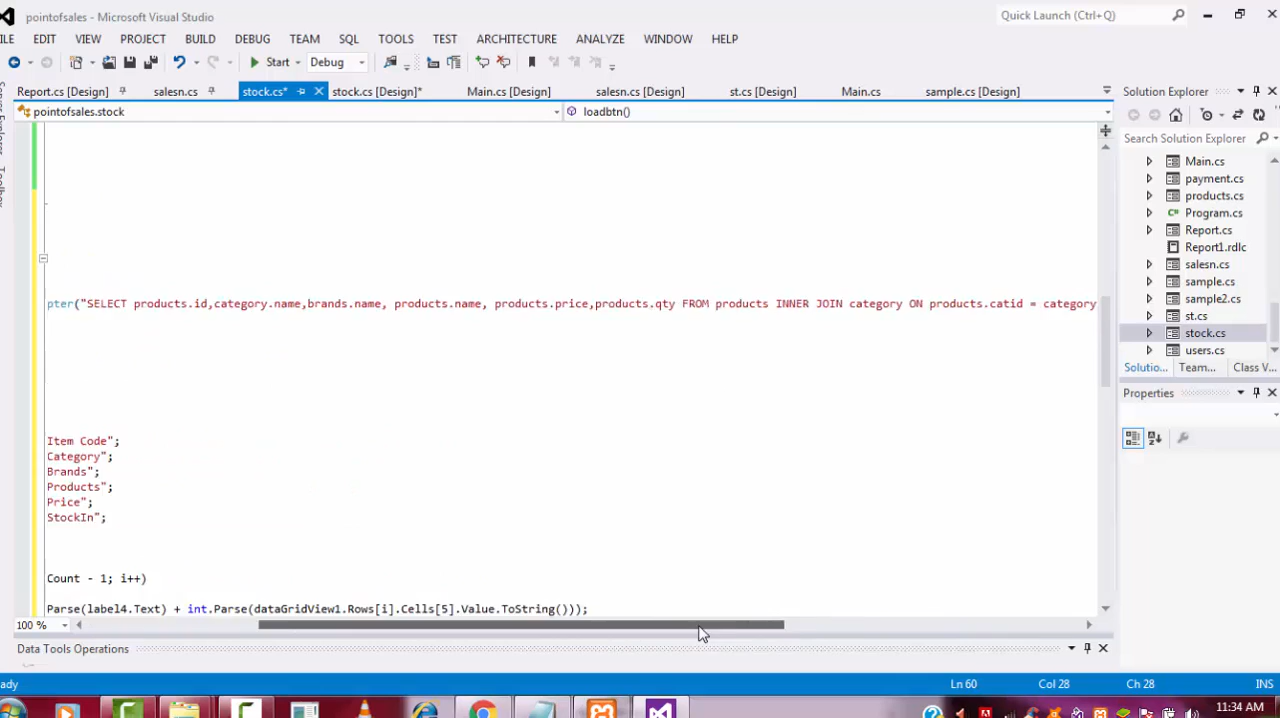 pointofsales - Microsoft Visual Studio
Quick Launch (Ctrl+Q)
ILE EDIT VIEW PROJECT BUILD DEBUG TEAM SQL TOOLS TEST ARCHITECTURE ANALYZE WINDOW HELP
Start Debug
Report.cs [Design] salesn.cs stock.cs* stock.cs [Design]* Main.cs [Design] salesn.cs [Design] st.cs [Design] Main.cs sample.cs [Design]
Solution Explorer
pointofsales.stock loadbtn()
Search Solution Explorer
Main.cs
payment.cs
products.cs
Program.cs
Report.cs
Report1.rdlc
salesn.cs
sample.cs
sample2.cs
st.cs
stock.cs
users.cs
Solutio... Team... Class V...
Properties
pter("SELECT products.id,category.name,brands.name, products.name, products.price,products.qty FROM products INNER JOIN category ON products.catid = category
Item Code";
Category";
Brands";
Products";
Price";
StockIn";
Count - 1; i++)
Parse(label4.Text) + int.Parse(dataGridView1.Rows[i].Cells[5].Value.ToString()));
100 %
Data Tools Operations
ady
Ln 60 Col 28 Ch 28 INS
11:34 AM